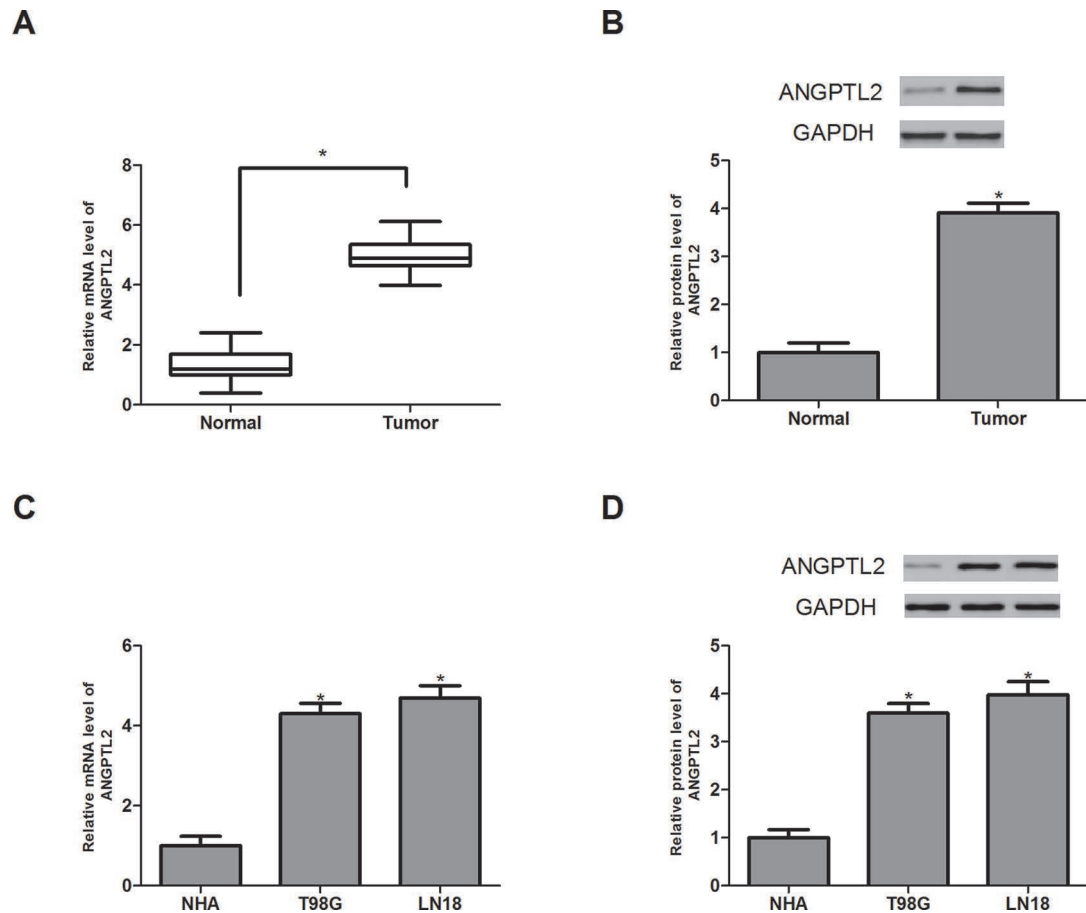 A
Relative mRNA level of
ANGPTL2
8
6
4
2
0
*
Normal Tumor
B
ANGPTL2
GAPDH
Relative protein level of
ANGPTL2
5
4
3
2
1
0
*
Normal Tumor
C
Relative mRNA level of
ANGPTL2
6
4
2
0
* *
NHA T98G LN18
D
ANGPTL2
GAPDH
Relative protein level of
ANGPTL2
5
4
3
2
1
0
* *
NHA T98G LN18